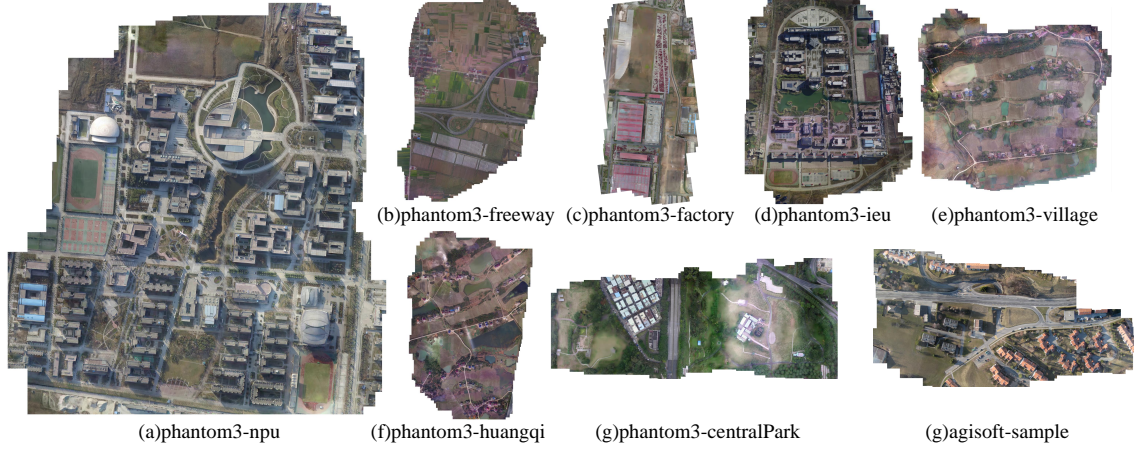 (a)phantom3-npu
(b)phantom3-freeway
(c)phantom3-factory
(d)phantom3-ieu
(e)phantom3-village
(f)phantom3-huangqi
(g)phantom3-centralPark
(g)agisoft-sample